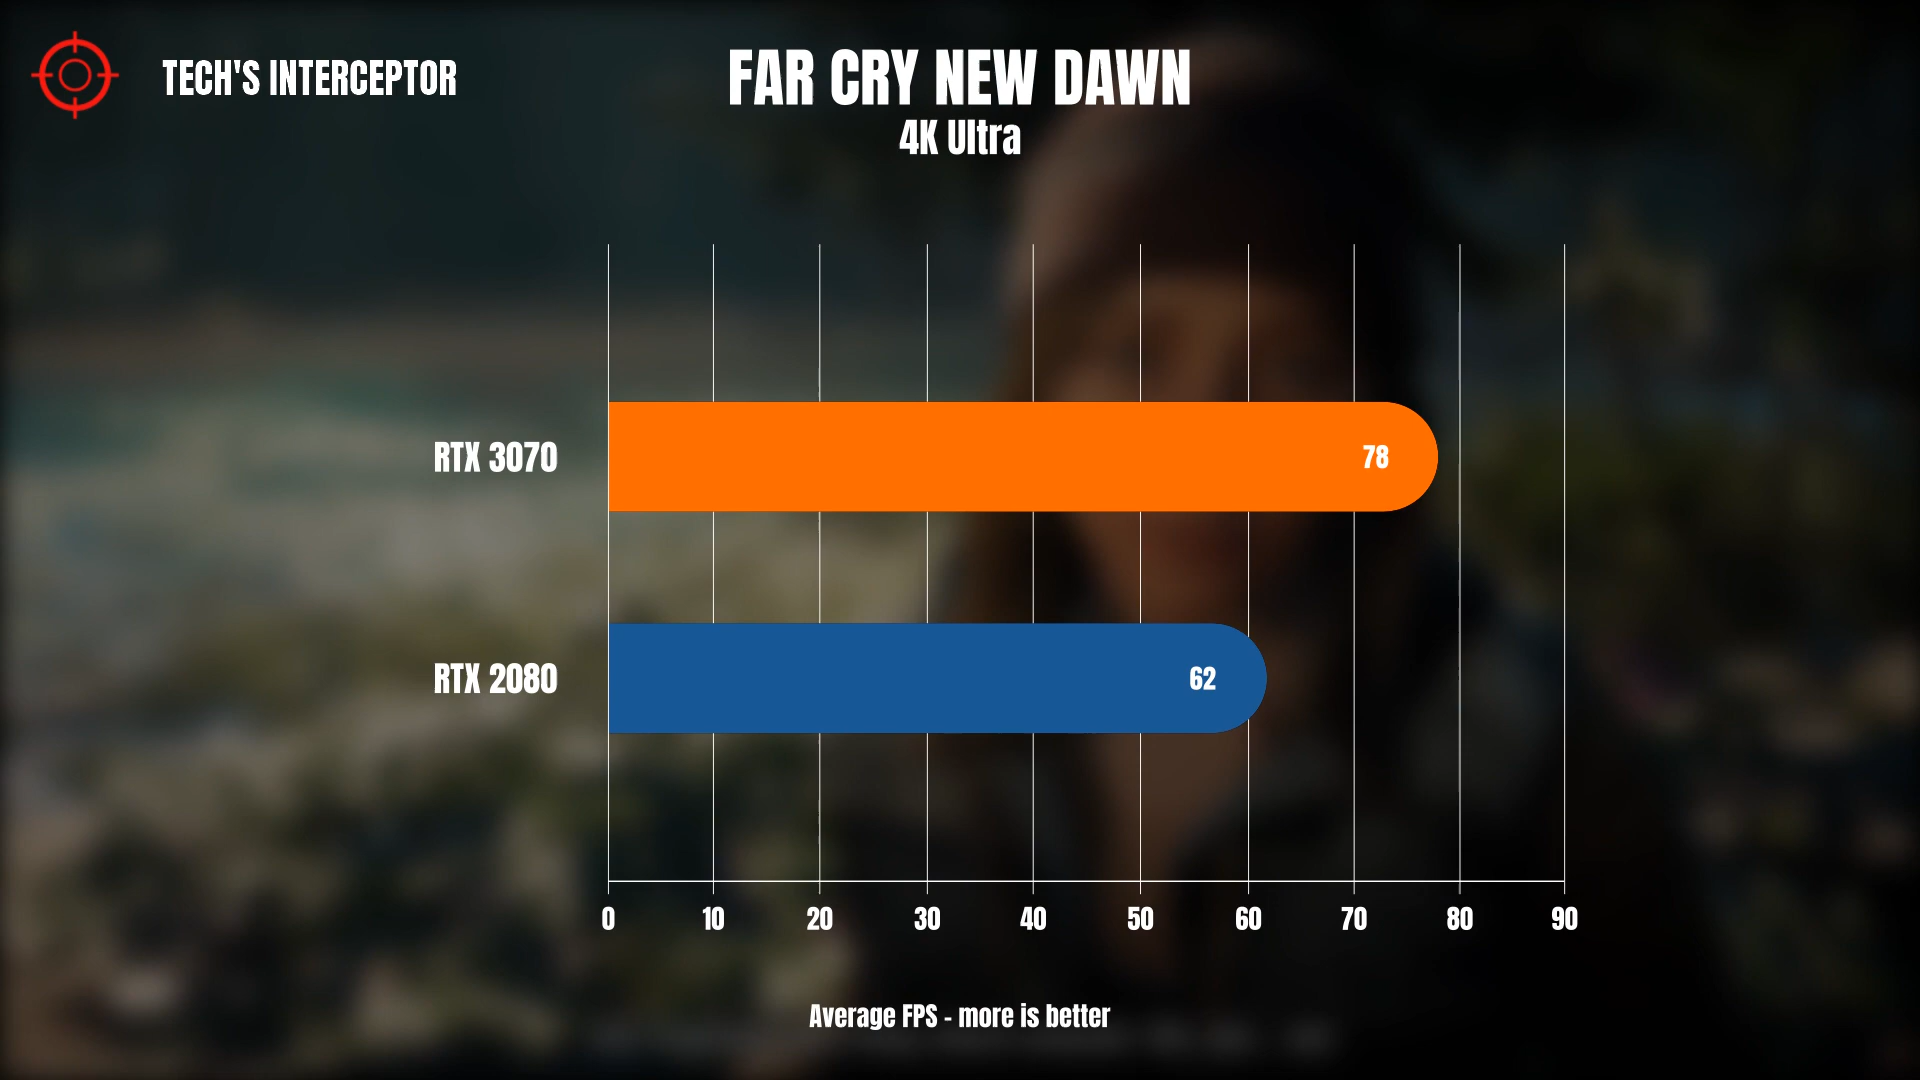 TECH'S INTERCEPTOR
FAR CRY NEW DAWN
4K Ultra
RTX 3070
78
RTX 2080
62
0 10 20 30 40 50 60 70 80 90
Average FPS - more is better